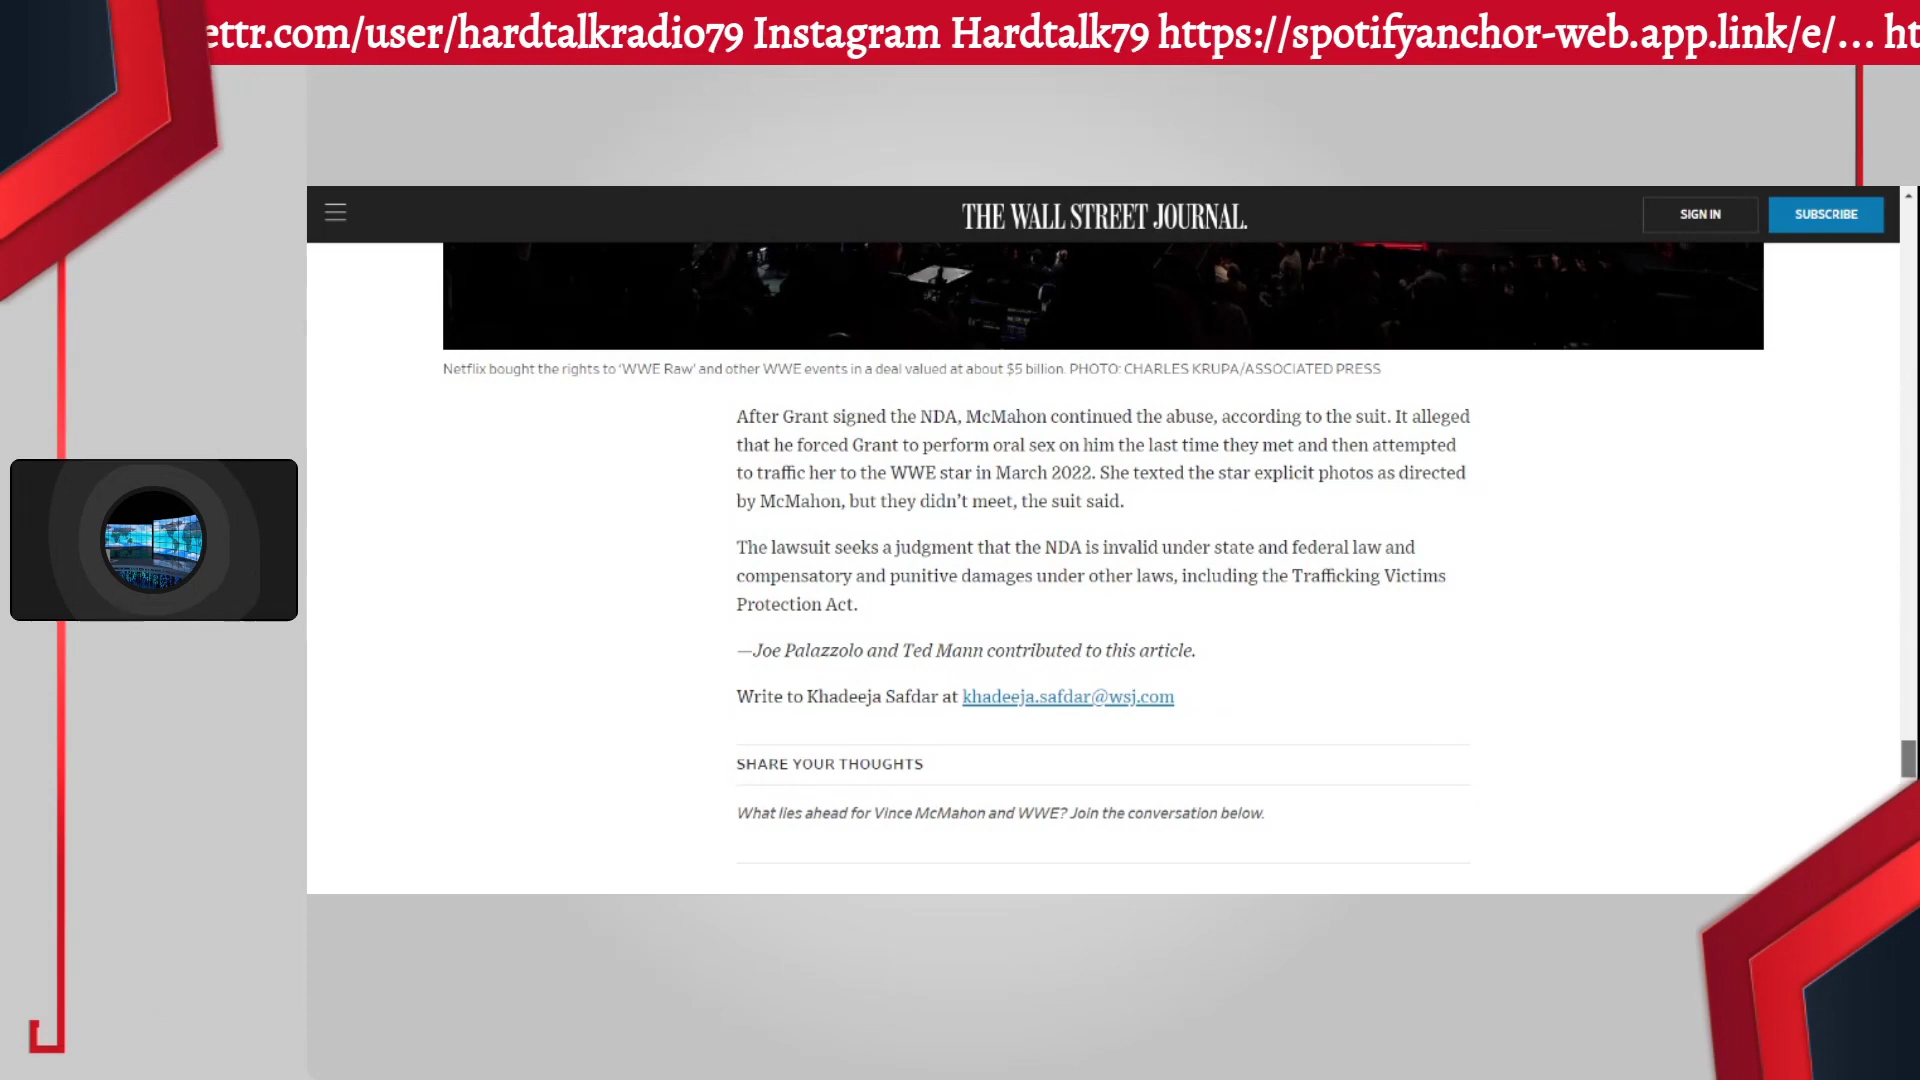 ettr.com/user/hardtalkradio79 Instagram Hardtalk79 https://spotifyanchor-web.app.link/e/... ht
THE WALL STREET JOURNAL.
SIGN IN
SUBSCRIBE
Netflix bought the rights to ‘WWE Raw’ and other WWE events in a deal valued at about $5 billion. PHOTO: CHARLES KRUPA/ASSOCIATED PRESS
After Grant signed the NDA, McMahon continued the abuse, according to the suit. It alleged
that he forced Grant to perform oral sex on him the last time they met and then attempted
to traffic her to the WWE star in March 2022. She texted the star explicit photos as directed
by McMahon, but they didn’t meet, the suit said.
The lawsuit seeks a judgment that the NDA is invalid under state and federal law and
compensatory and punitive damages under other laws, including the Trafficking Victims
Protection Act.
—Joe Palazzolo and Ted Mann contributed to this article.
Write to Khadeeja Safdar at khadeeja.safdar@wsj.com
SHARE YOUR THOUGHTS
What lies ahead for Vince McMahon and WWE? Join the conversation below.